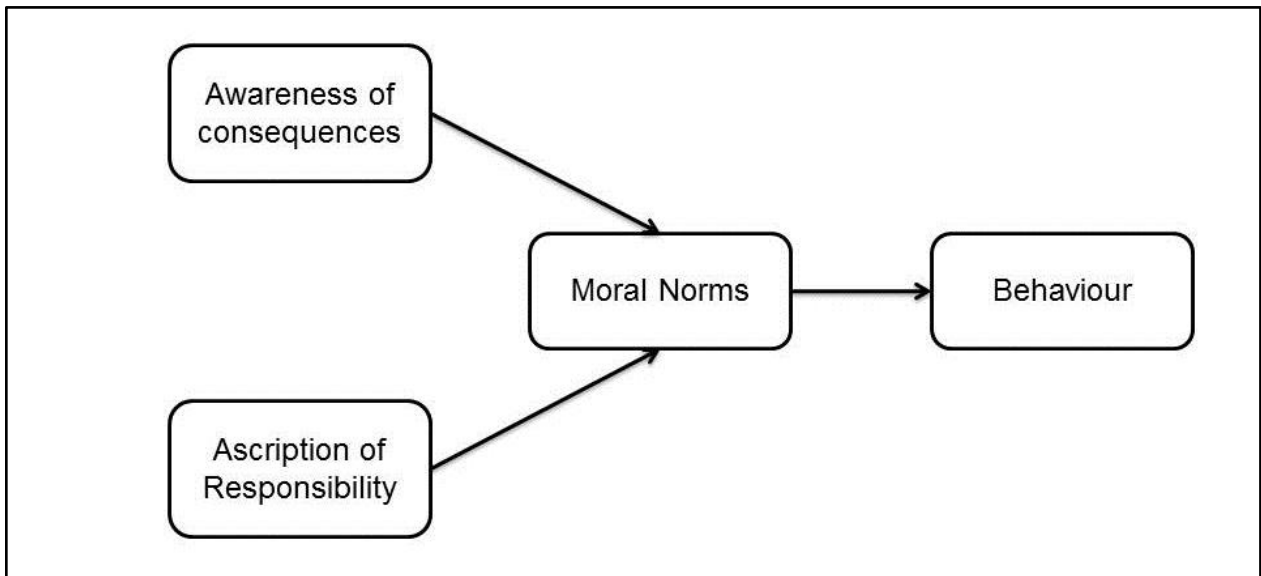 Awareness of
consequences
Moral Norms
Behaviour
Ascription of
Responsibility